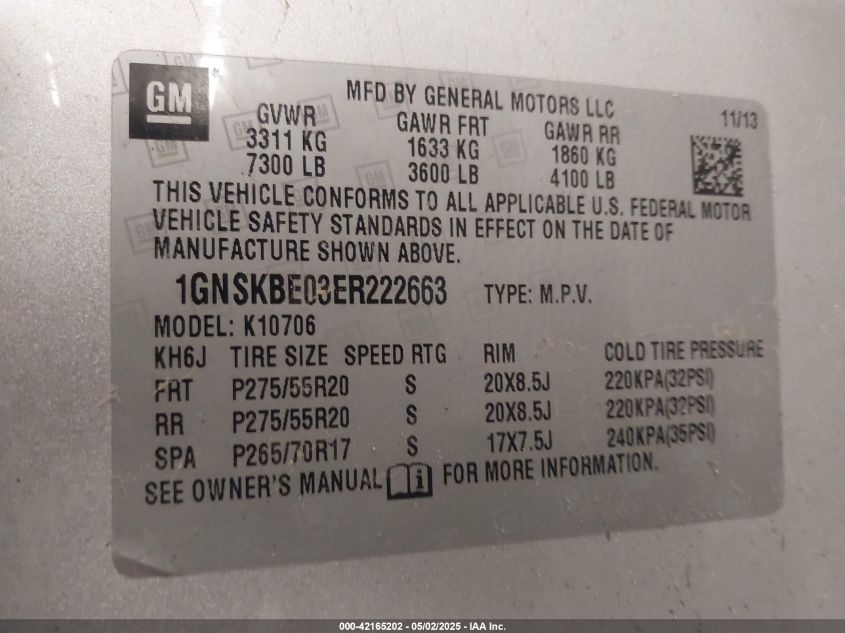 GM
MFD BY GENERAL MOTORS LLC
11/13
GVWR GAWR FRT GAWR RR
3311 KG 1633 KG 1860 KG
7300 LB 3600 LB 4100 LB
THIS VEHICLE CONFORMS TO ALL APPLICABLE U.S. FEDERAL MOTOR
VEHICLE SAFETY STANDARDS IN EFFECT ON THE DATE OF
MANUFACTURE SHOWN ABOVE.
1GNSKBE03ER222663 TYPE: M.P.V.
MODEL: K10706
KH6J TIRE SIZE SPEED RTG RIM COLD TIRE PRESSURE
FRT P275/55R20 S 20X8.5J 220KPA(32PSI)
RR P275/55R20 S 20X8.5J 220KPA(32PSI)
SPA P265/70R17 S 17X7.5J 240KPA(35PSI)
SEE OWNER'S MANUAL FOR MORE INFORMATION.
000-42165202 - 05/02/2025 - IAA Inc.